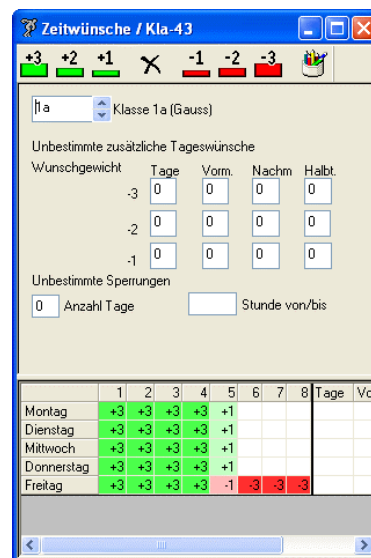 Zeitwünsche / Kla-43
+3 +2 +1 -1 -2 -3
1a Klasse 1a (Gauss)
Unbestimmte zusätzliche Tageswünsche
Wunschgewicht Tage Vorm. Nachm Halbt.
-3 0 0 0 0
-2 0 0 0 0
-1 0 0 0 0
Unbestimmte Sperrungen
0 Anzahl Tage Stunde von/bis
1 2 3 4 5 6 7 8 Tage Vo
Montag +3 +3 +3 +3 +1
Dienstag +3 +3 +3 +3 +1
Mittwoch +3 +3 +3 +3 +1
Donnerstag +3 +3 +3 +3 +1
Freitag +3 +3 +3 +3 -1 -3 -3 -3